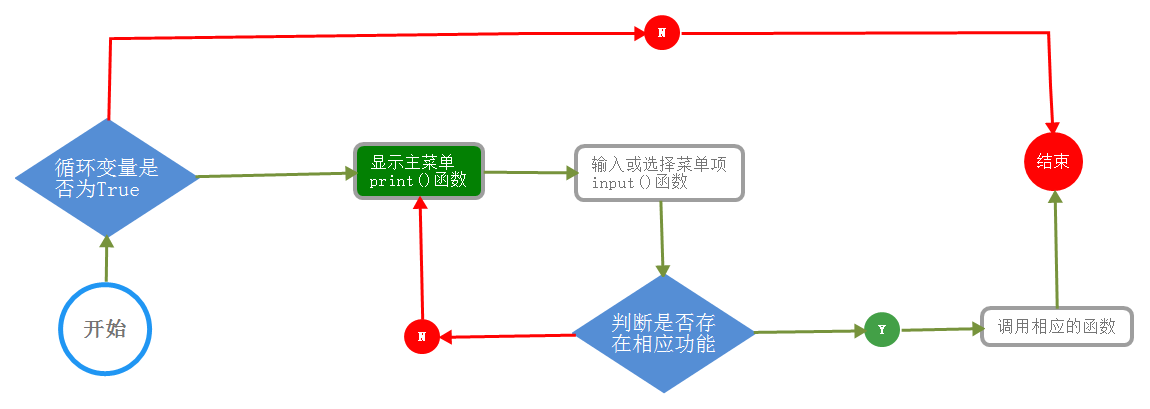 N
循环变量是
否为True
显示主菜单
print()函数
输入或选择菜单项
input()函数
结束
开始
N
判断是否存
在相应功能
Y
调用相应的函数